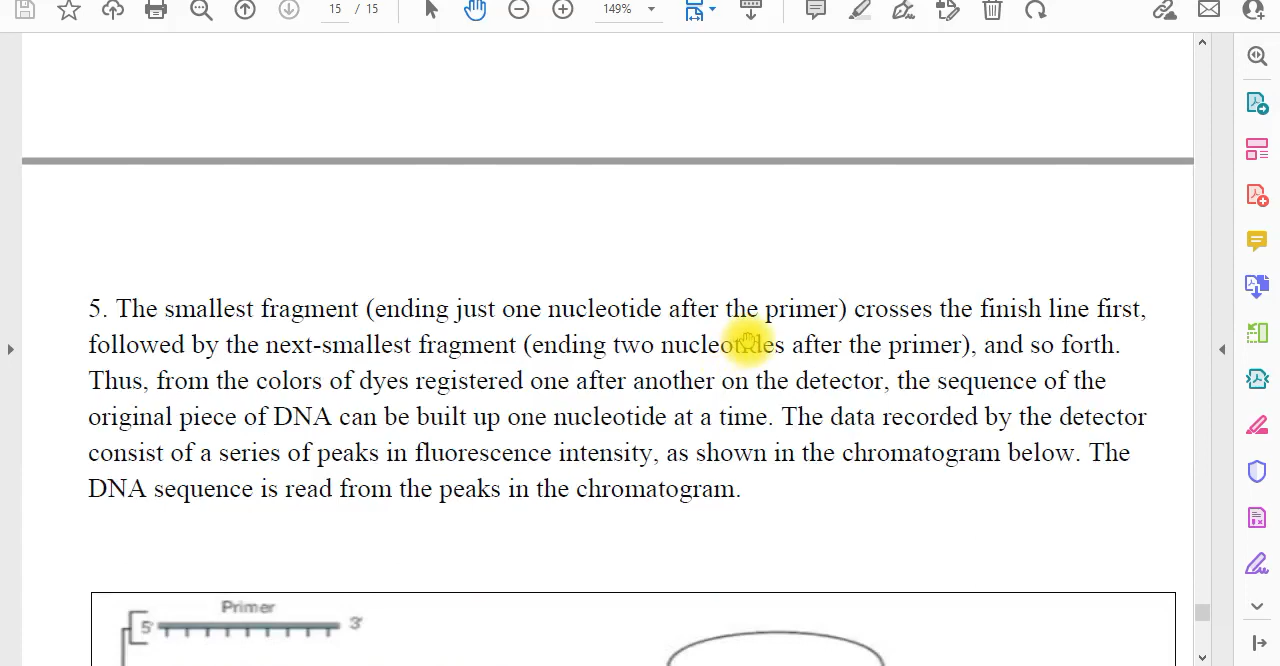 15 / 15
149%
5. The smallest fragment (ending just one nucleotide after the primer) crosses the finish line first,
followed by the next-smallest fragment (ending two nucleotides after the primer), and so forth.
Thus, from the colors of dyes registered one after another on the detector, the sequence of the
original piece of DNA can be built up one nucleotide at a time. The data recorded by the detector
consist of a series of peaks in fluorescence intensity, as shown in the chromatogram below. The
DNA sequence is read from the peaks in the chromatogram.
Primer
5' 3'